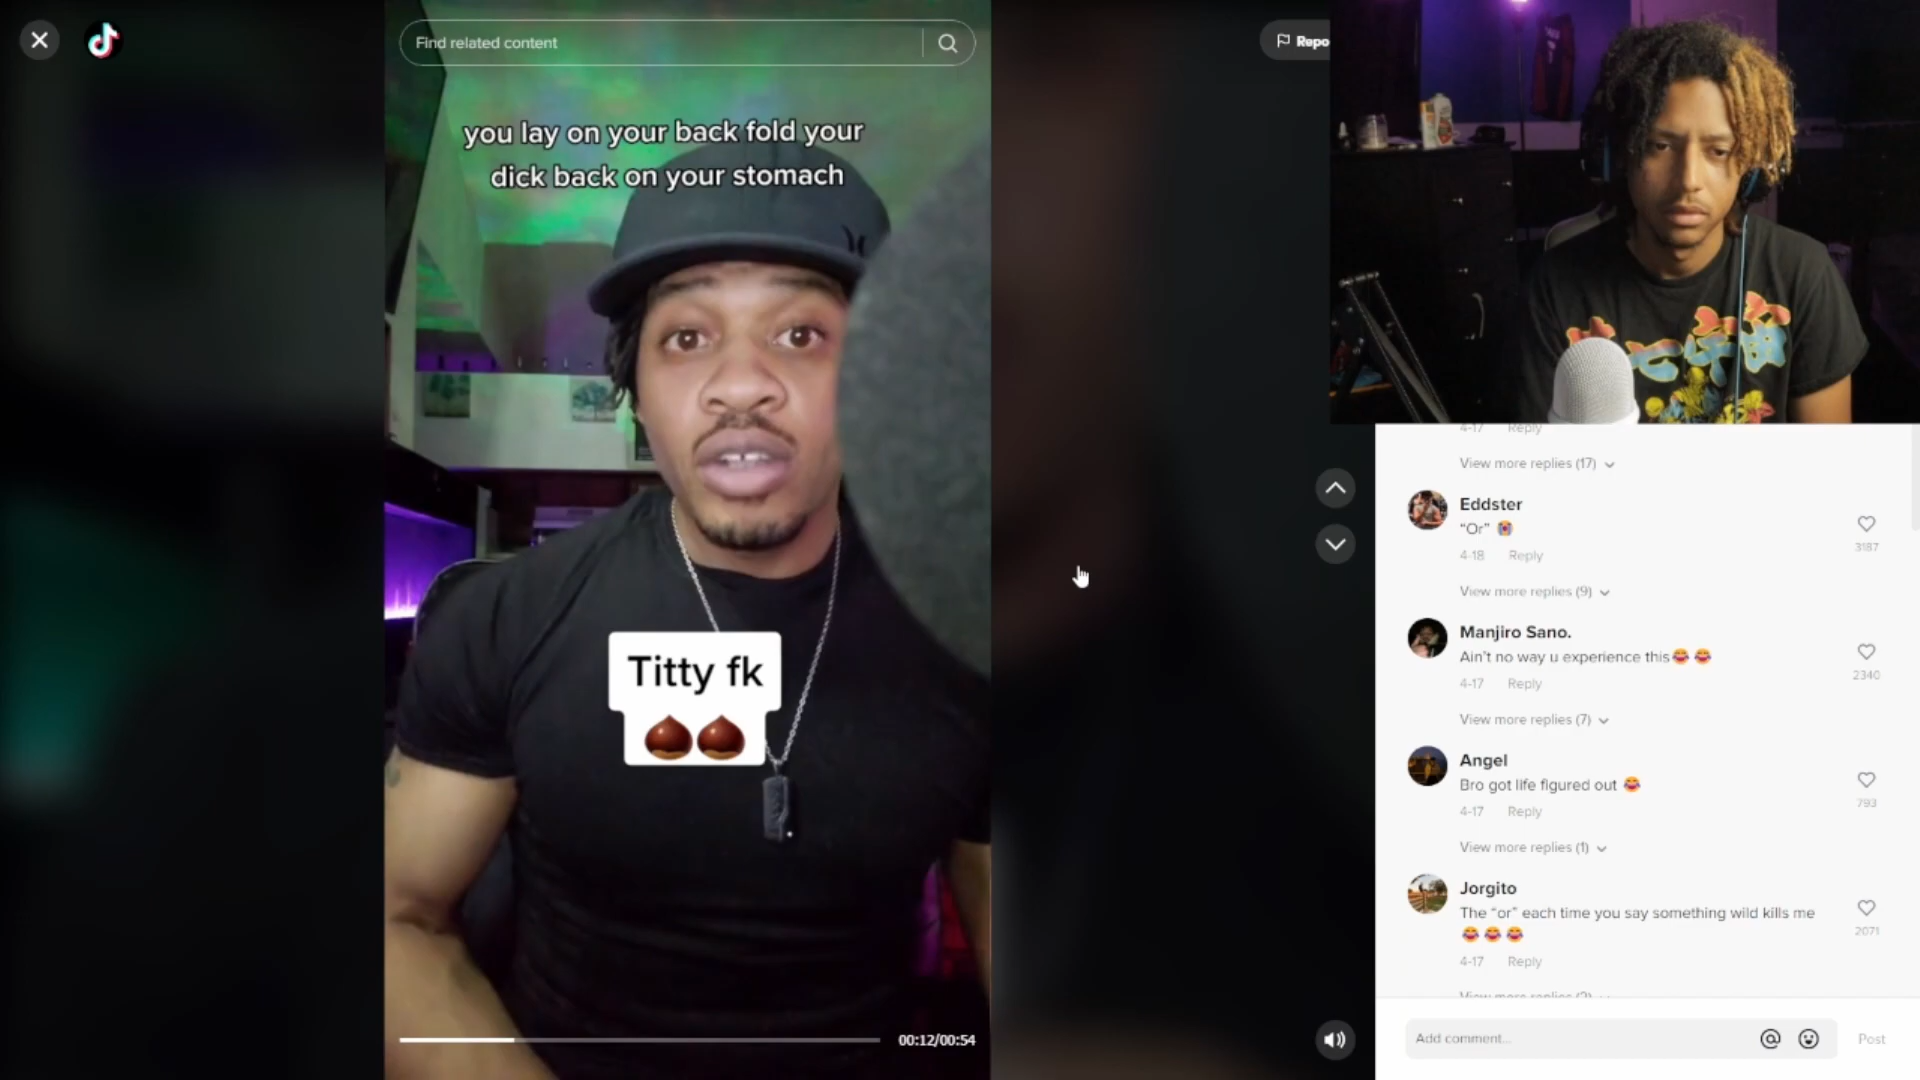 Find related content
Repo
you lay on your back fold your
dick back on your stomach
Titty fk
00:12/00:54
4-17 Reply
View more replies (17)
Eddster
“Or” 😭
3187
4-18 Reply
View more replies (9)
Manjiro Sano.
Ain't no way u experience this😂 😂
2340
4-17 Reply
View more replies (7)
Angel
Bro got life figured out 😂
793
4-17 Reply
View more replies (1)
Jorgito
The “or” each time you say something wild kills me
😂 😂 😂
2071
4-17 Reply
Add comment...
Post